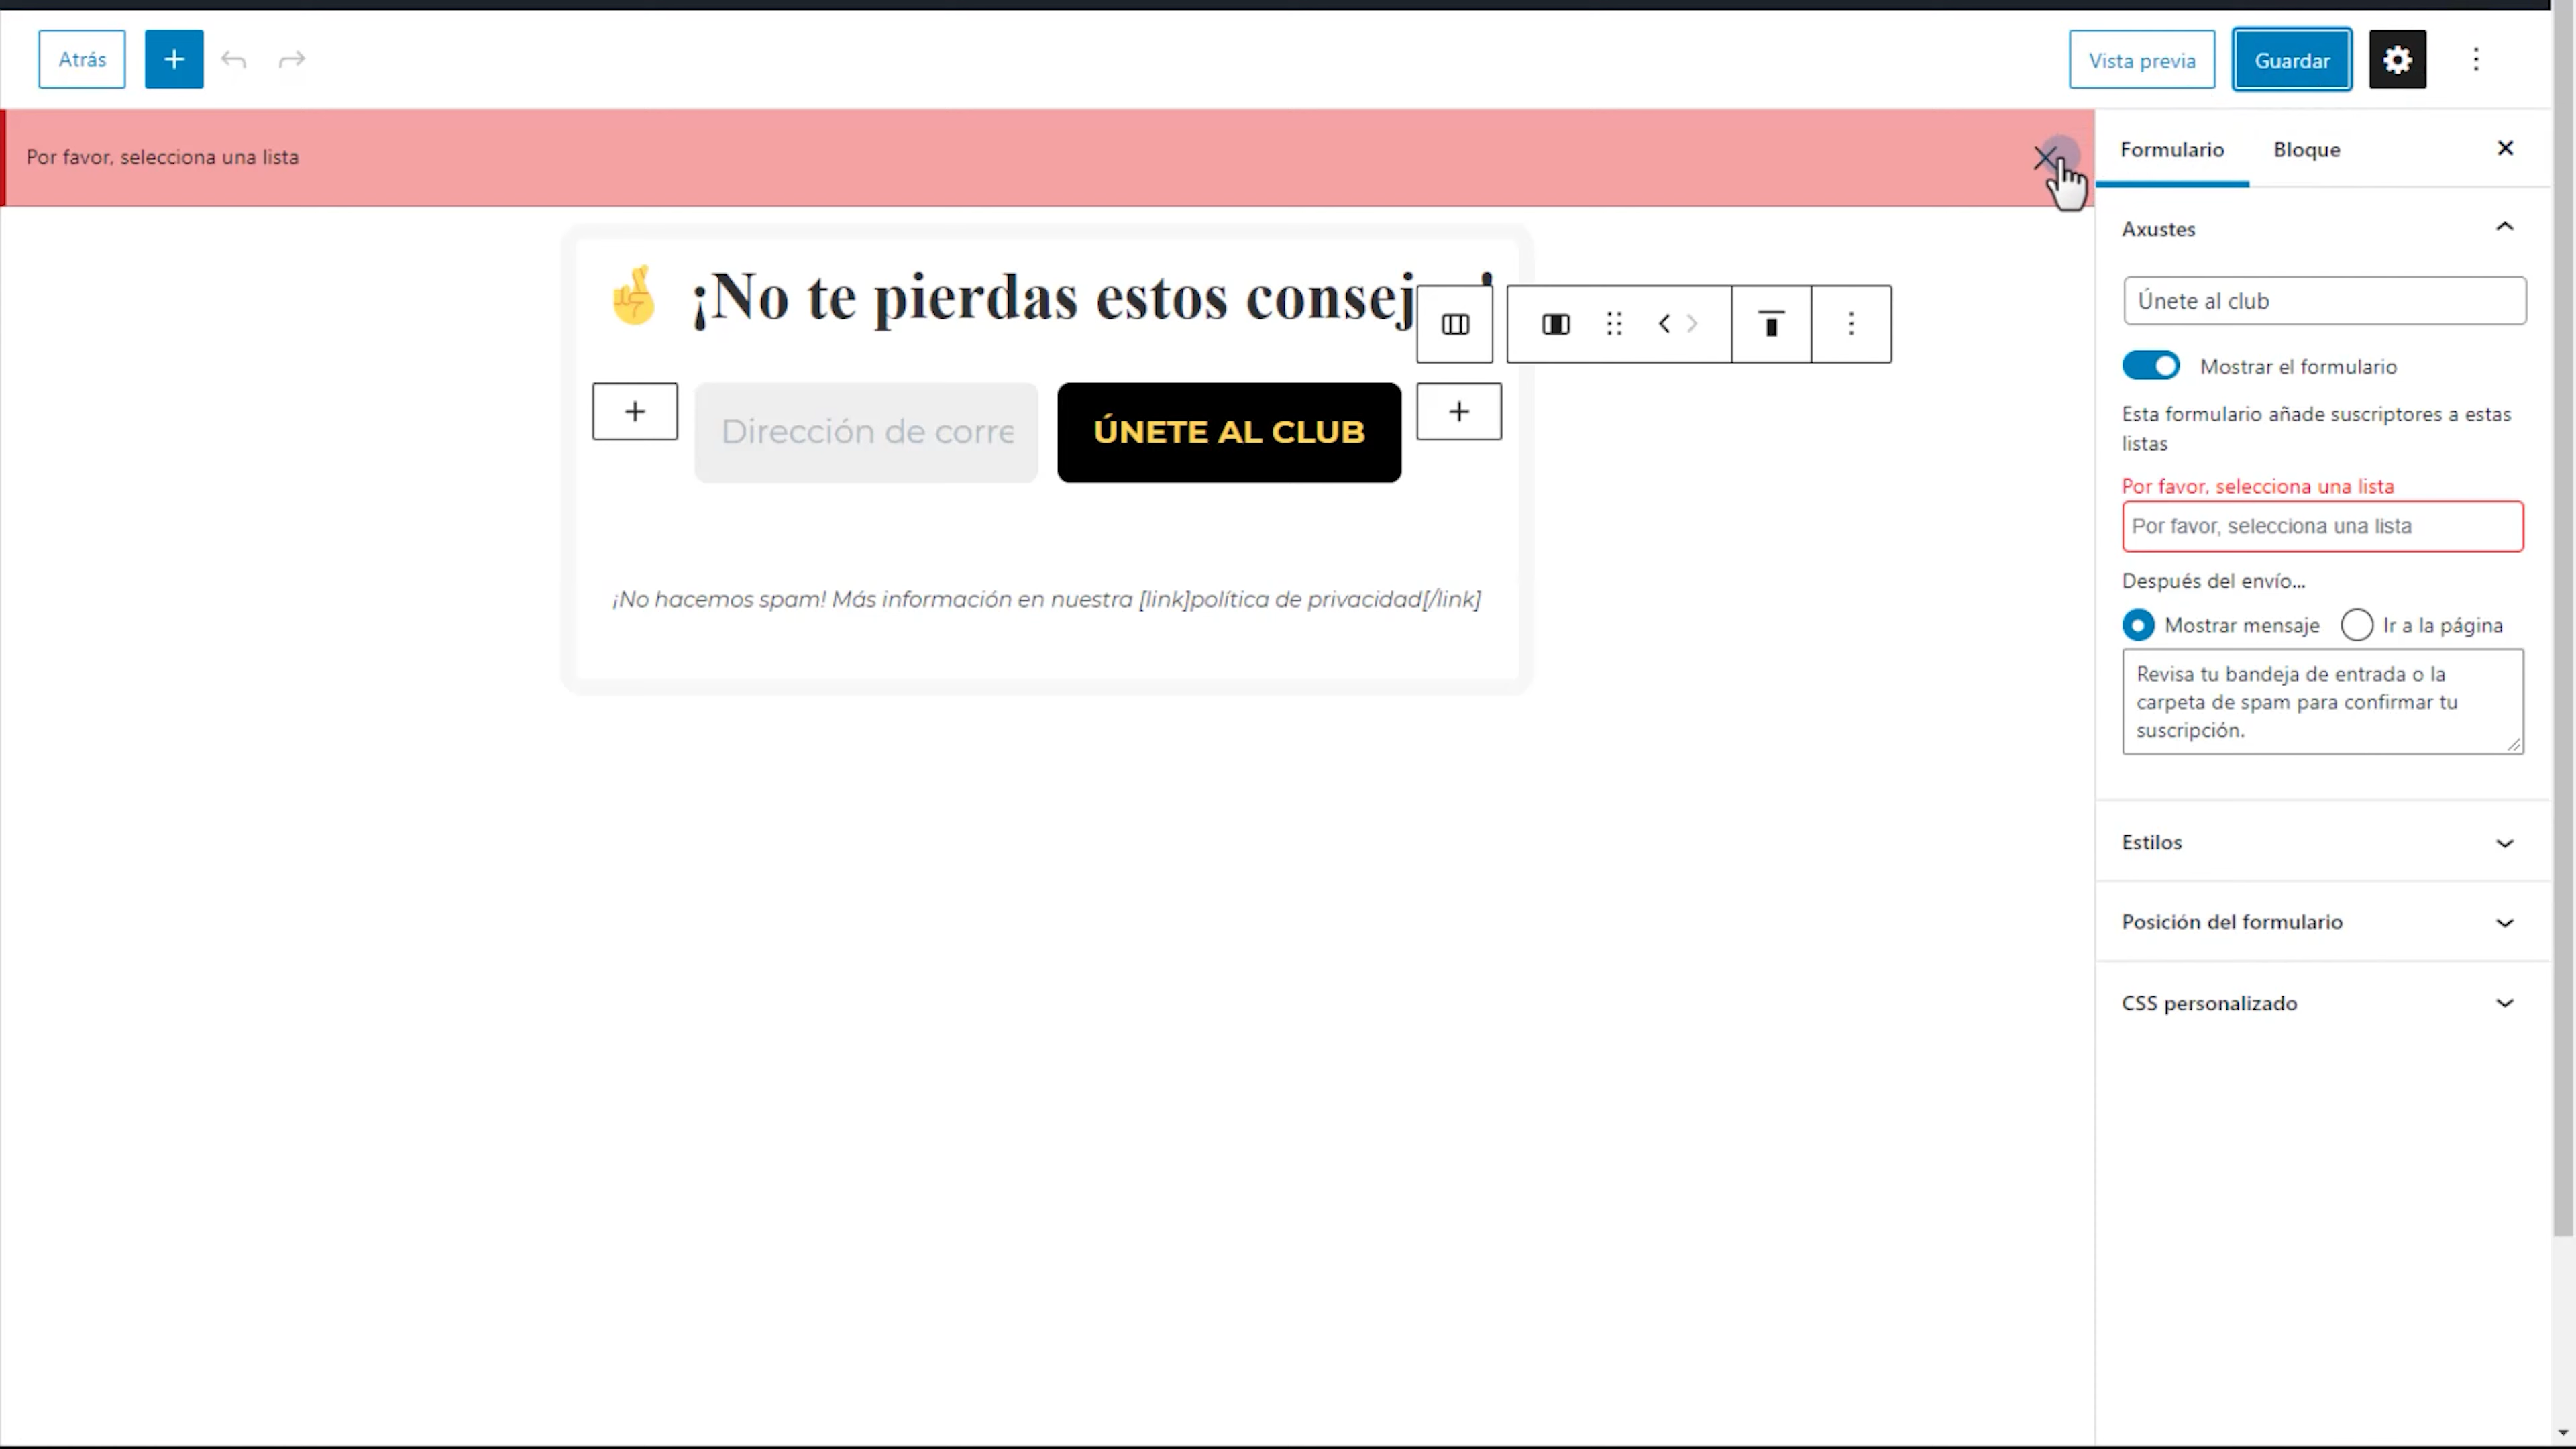 Atrás
Vista previa
Guardar
Por favor, selecciona una lista
Formulario
Bloque
Axustes
¡No te pierdas estos
Únete al club
Mostrar el formulario
Esta formulario añade suscriptores a estas
listas
Dirección de corre
ÚNETE AL CLUB
Por favor, selecciona una lista
Por favor, selecciona una lista
Después del envío...
Mostrar mensaje
Ir a la página
¡No hacemos spam! Más información en nuestra [link]política de privacidad[/link]
Revisa tu bandeja de entrada o la
carpeta de spam para confirmar tu
suscripción.
Estilos
Posición del formulario
CSS personalizado